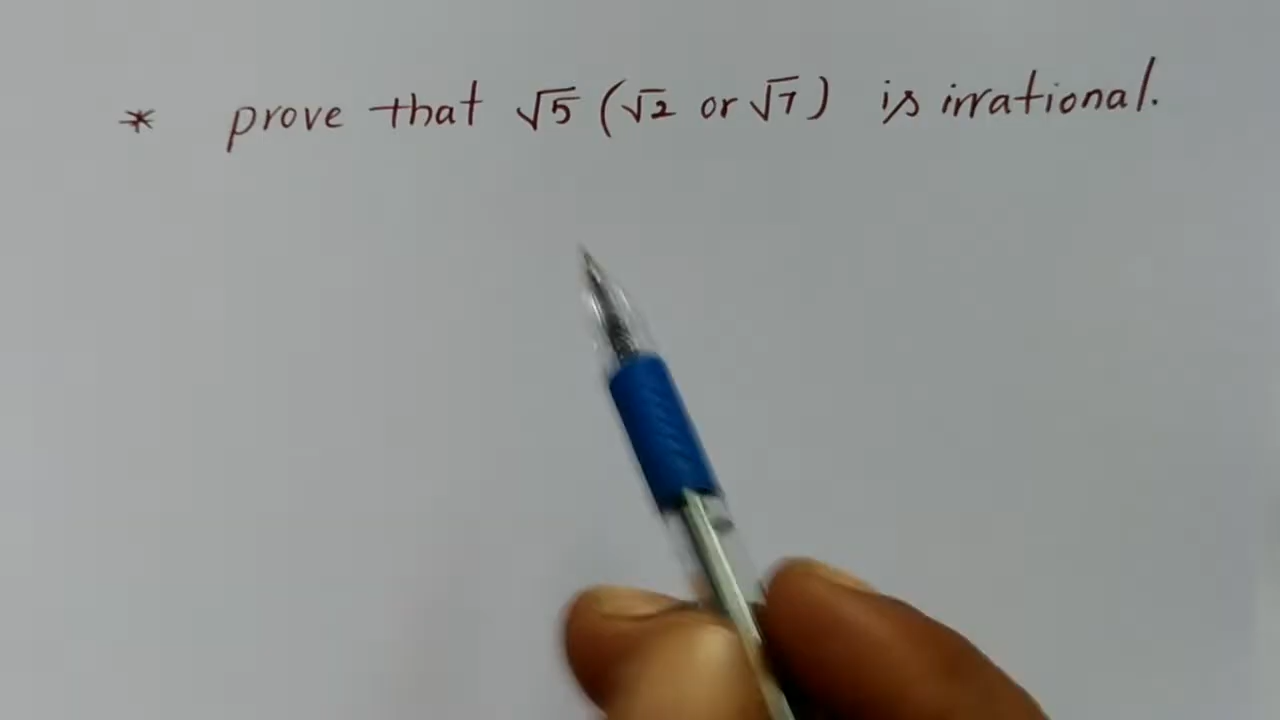 * prove that √5 (√2 or √7) is irrational.